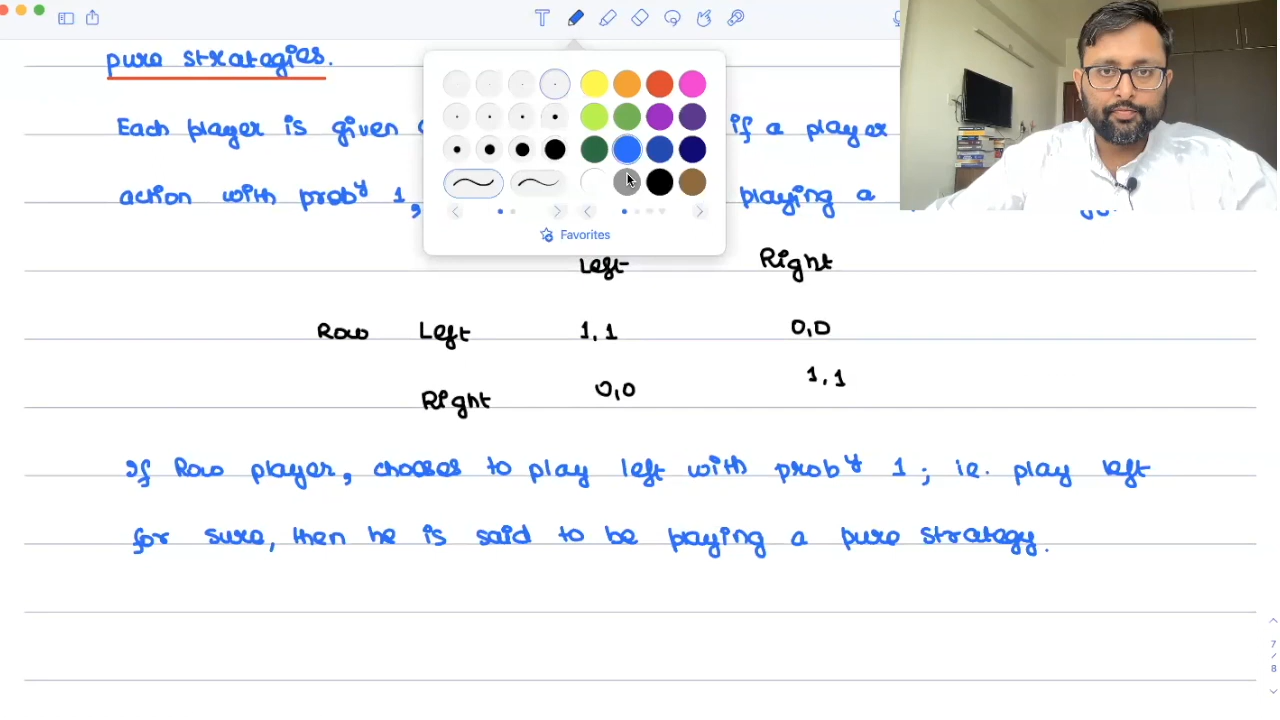 pure strategies.
Each player is given if a player
action with prob^y 1, playing a
Favorites
Left Right
Row Left 1,1 0,0
Right 0,0 1,1
If Row player, chooses to play left with prob^y 1; ie. play left
for sure, then he is said to be playing a pure strategy.
7
/
8